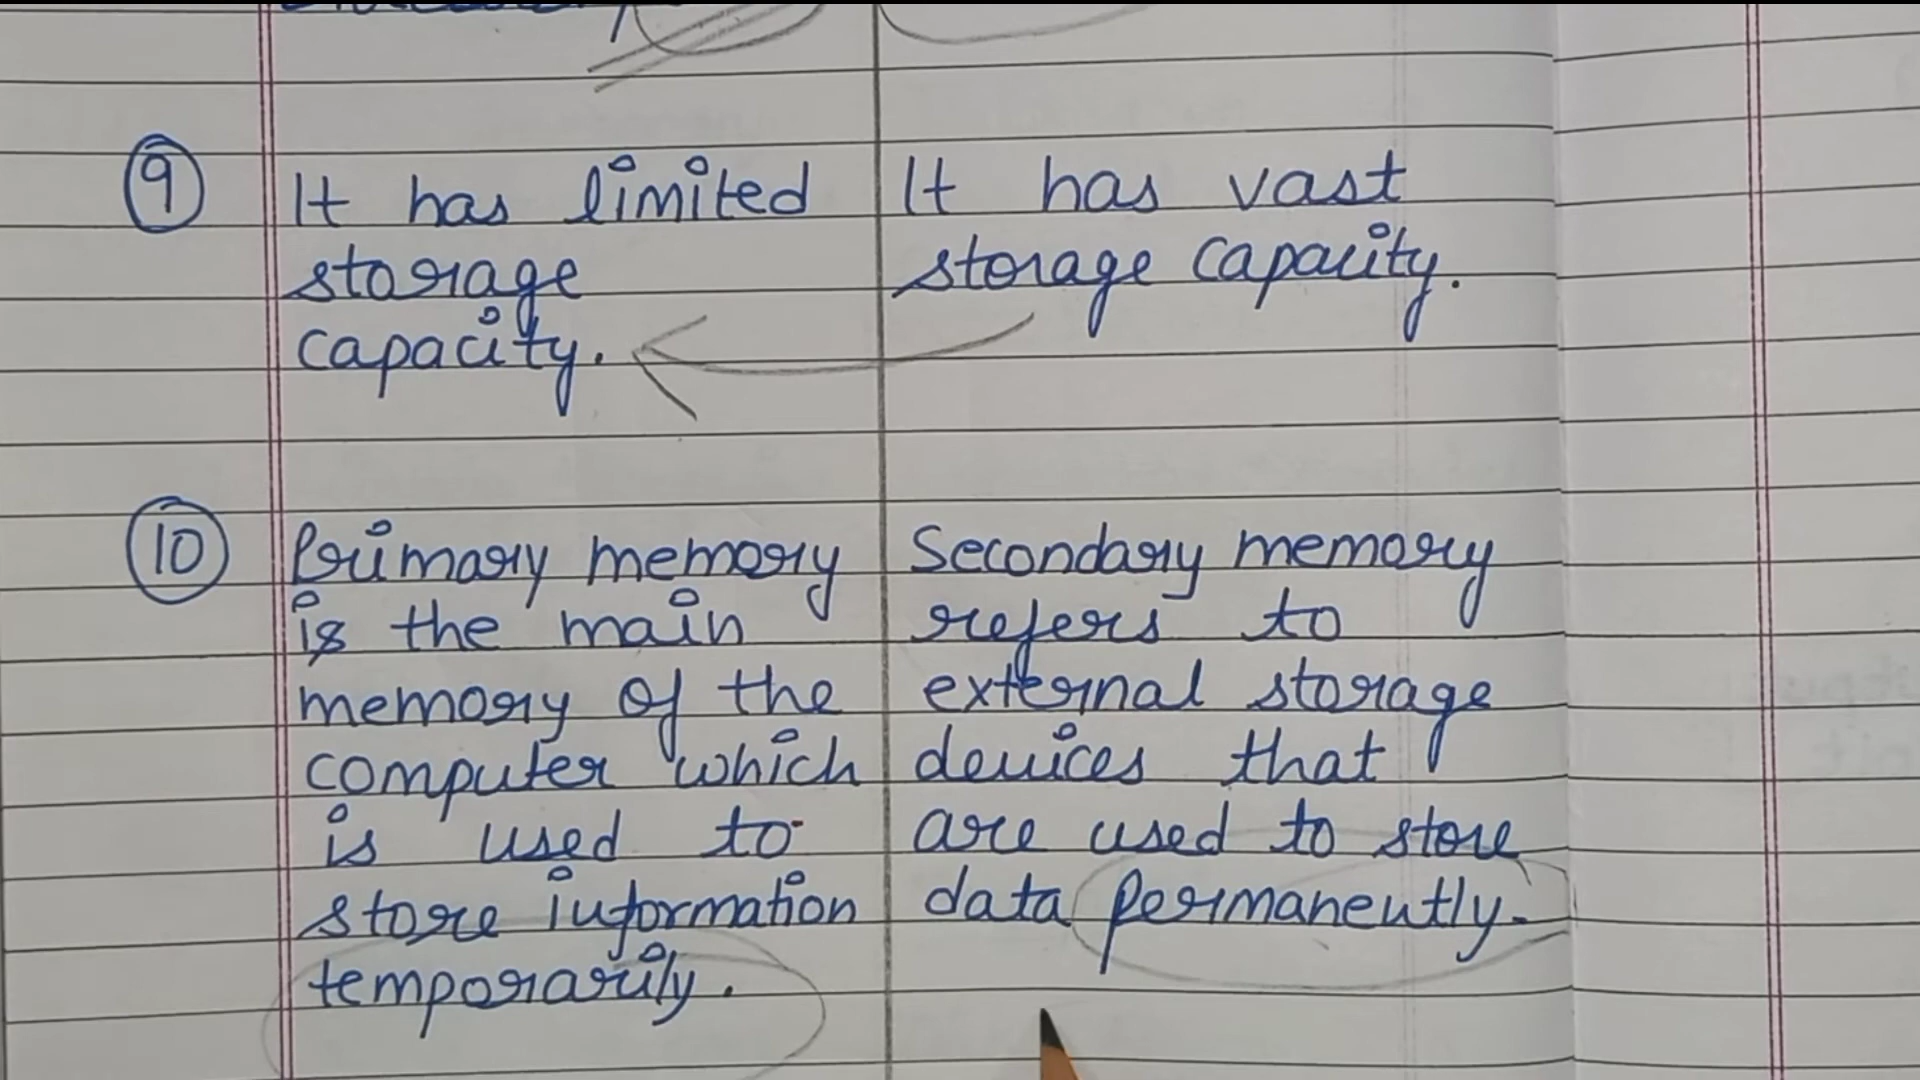 9 It has limited
storage
capacity.
It has vast
storage capacity.
10 Primary memory
is the main
memory of the
computer which
is used to
store information
temporarily.
Secondary memory
refers to
external storage
devices that
are used to store
data permanently.